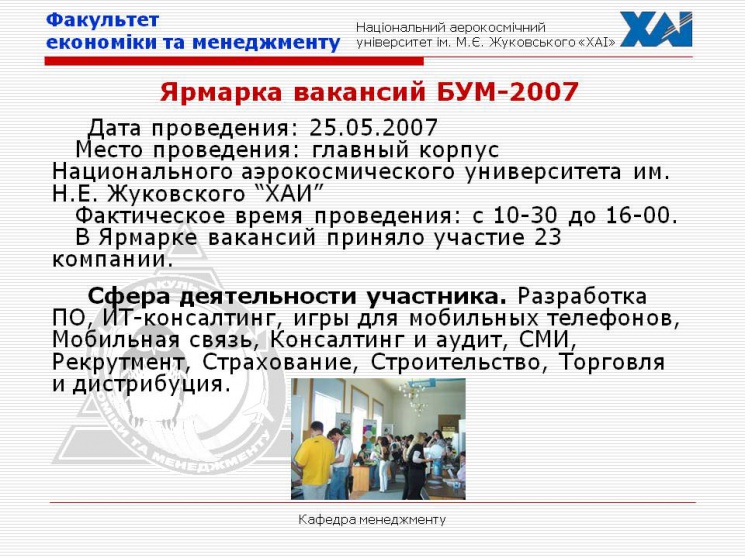 Факультет
економіки та менеджменту
Національний аерокосмічний
університет ім. М.Є. Жуковського «ХАІ»
ХАІ
Ярмарка вакансий БУМ-2007
Дата проведения: 25.05.2007
Место проведения: главный корпус
Национального аэрокосмического университета им.
Н.Е. Жуковского “ХАИ”
Фактическое время проведения: с 10-30 до 16-00.
В Ярмарке вакансий приняло участие 23
компании.
Сфера деятельности участника. Разработка
ПО, ИТ-консалтинг, игры для мобильных телефонов,
Мобильная связь, Консалтинг и аудит, СМИ,
Рекрутмент, Страхование, Строительство, Торговля
и дистрибуция.
Кафедра менеджменту